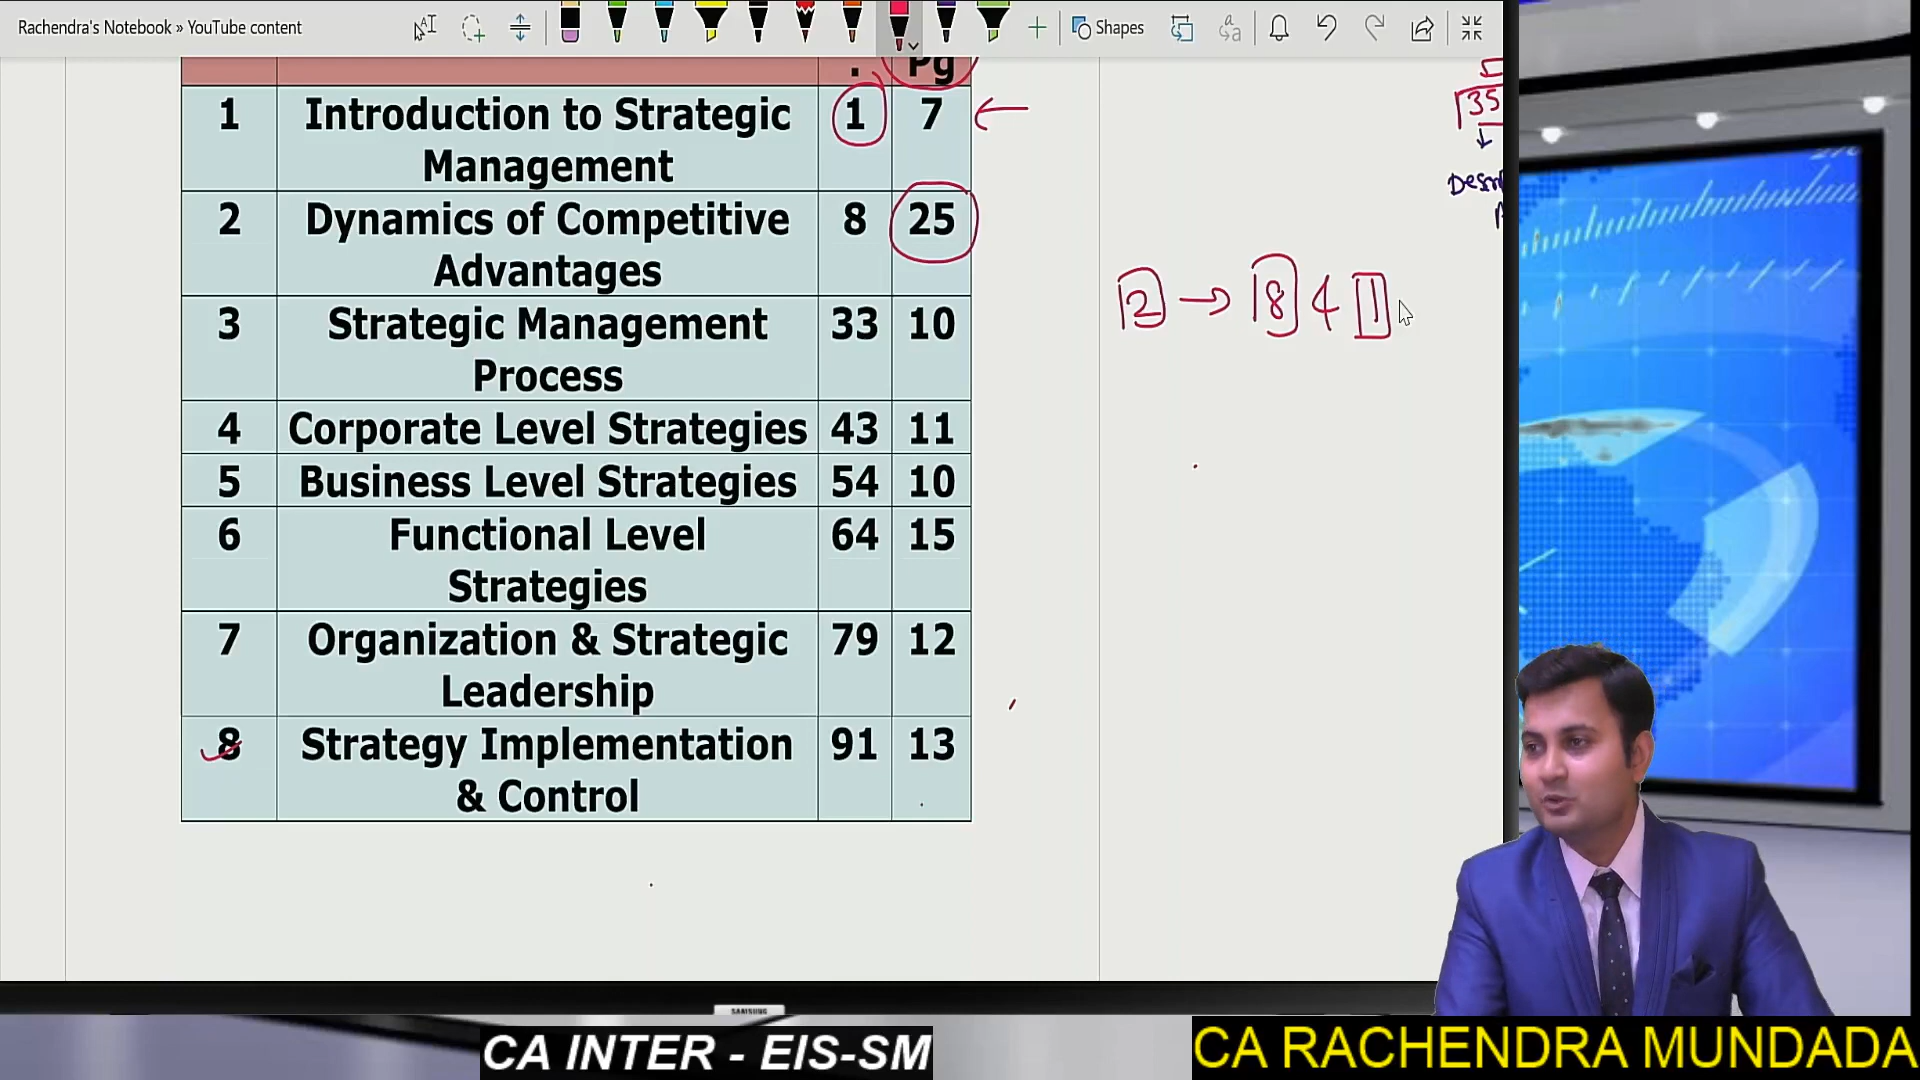 Rachendra's Notebook » YouTube content
Shapes
. Pg
1 Introduction to Strategic Management 1 7
2 Dynamics of Competitive Advantages 8 25
3 Strategic Management Process 33 10
4 Corporate Level Strategies 43 11
5 Business Level Strategies 54 10
6 Functional Level Strategies 64 15
7 Organization & Strategic Leadership 79 12
8 Strategy Implementation & Control 91 13
35
2 → 8 & 1
SAMSUNG
CA INTER - EIS-SM
CA RACHENDRA MUNDADA